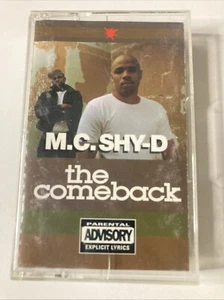 M.C. SHY-D
the
comeback
PARENTAL
ADVISORY
EXPLICIT LYRICS